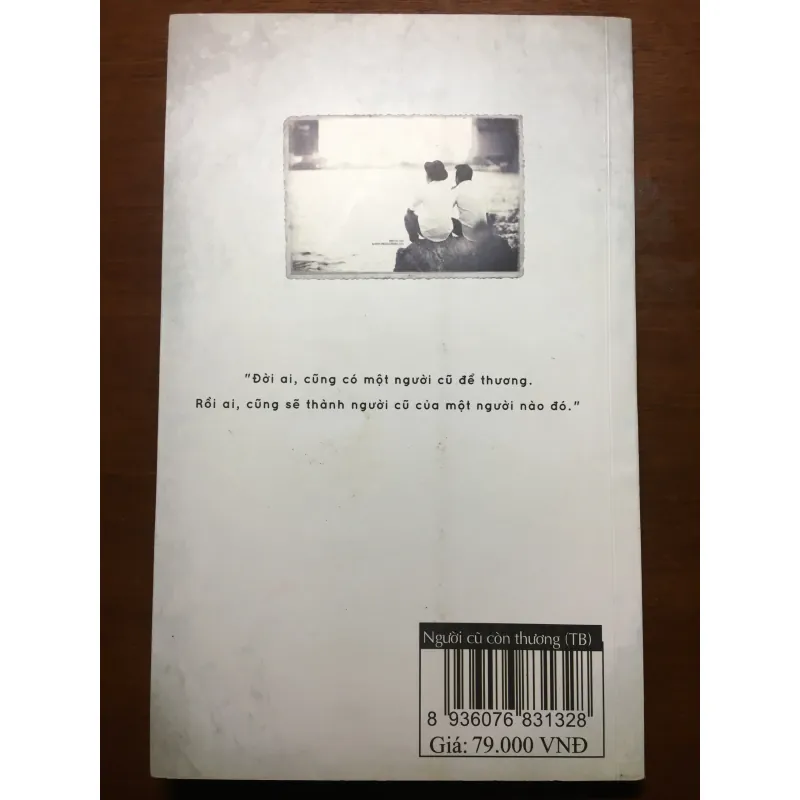 "Đời ai, cũng có một người cũ để thương.
Rồi ai, cũng sẽ thành người cũ của một người nào đó."
Người cũ còn thương (TB)
8 936076 831328
Giá: 79.000 VNĐ